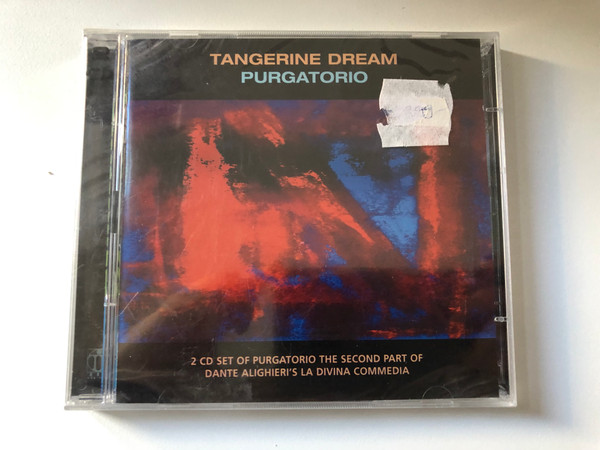 TANGERINE DREAM
PURGATORIO
2 CD SET OF PURGATORIO THE SECOND PART OF
DANTE ALIGHIERI'S LA DIVINA COMMEDIA